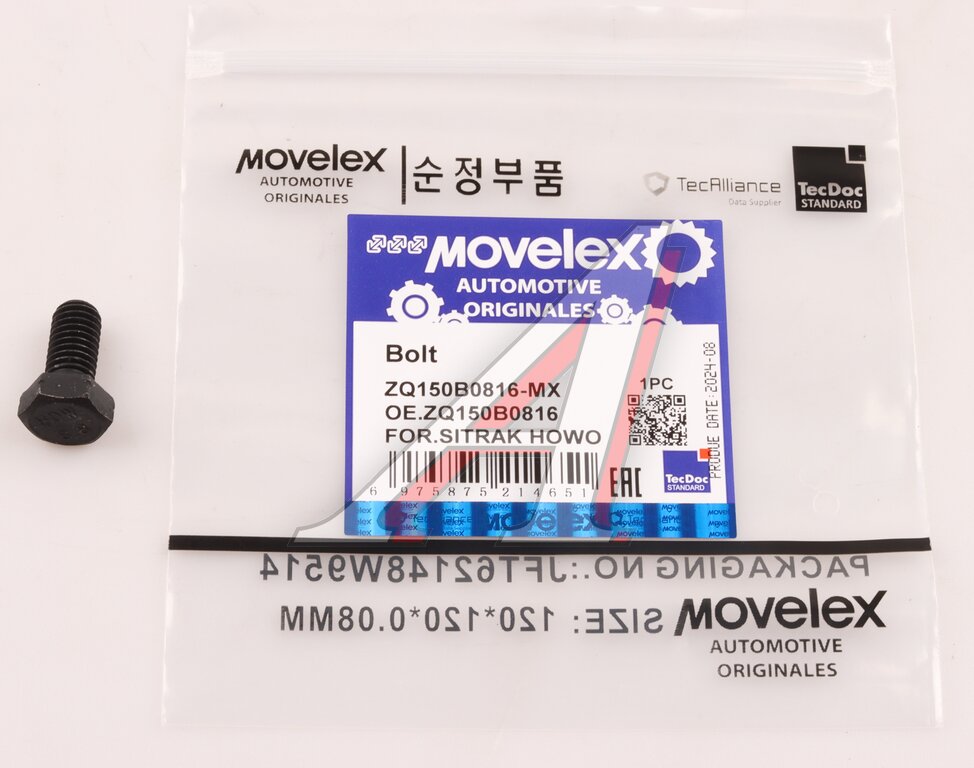 Movelex
AUTOMOTIVE
ORIGINALES
순정부품
TecAlliance
Data Supplier
TecDoc
STANDARD
Movelex
AUTOMOTIVE
ORIGINALES
Bolt
ZQ150B0816-MX
OE.ZQ150B0816
FOR.SITRAK HOWO
1PC
PRODUE DATE:2024-08
6 975875 214651
EAC
TecDoc
STANDARD
Movelex
PACKAGING NO.:JFT62148W9514
SIZE: 120*120*0.08MM
Movelex
AUTOMOTIVE
ORIGINALES